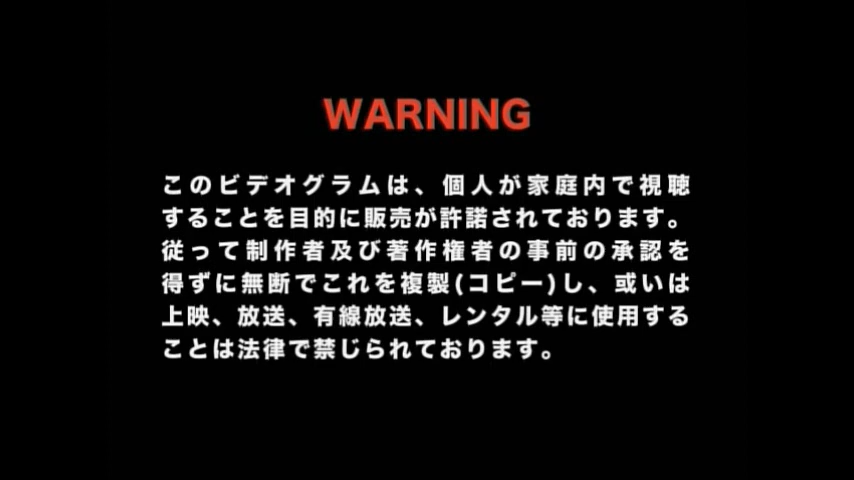 WARNING
このビデオグラムは、個人が家庭内で視聴
することを目的に販売が許諾されております。
従って制作者及び著作権者の事前の承認を
得ずに無断でこれを複製(コピー)し、或いは
上映、放送、有線放送、レンタル等に使用する
ことは法律で禁じられております。